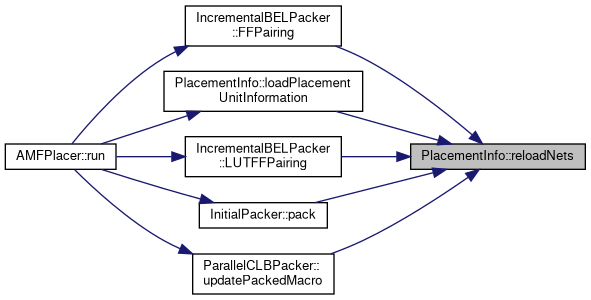 IncrementalBELPacker
::FFPairing
PlacementInfo::loadPlacement
UnitInformation
AMFPlacer::run
IncrementalBELPacker
::LUTFFPairing
PlacementInfo::reloadNets
InitialPacker::pack
ParallelCLBPacker::
updatePackedMacro